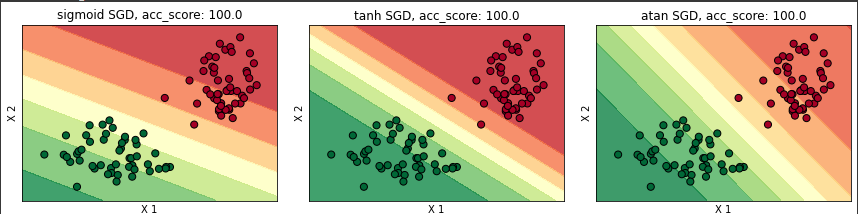 sigmoid SGD, acc_score: 100.0
X 2
X 1
tanh SGD, acc_score: 100.0
X 2
X 1
atan SGD, acc_score: 100.0
X 2
X 1